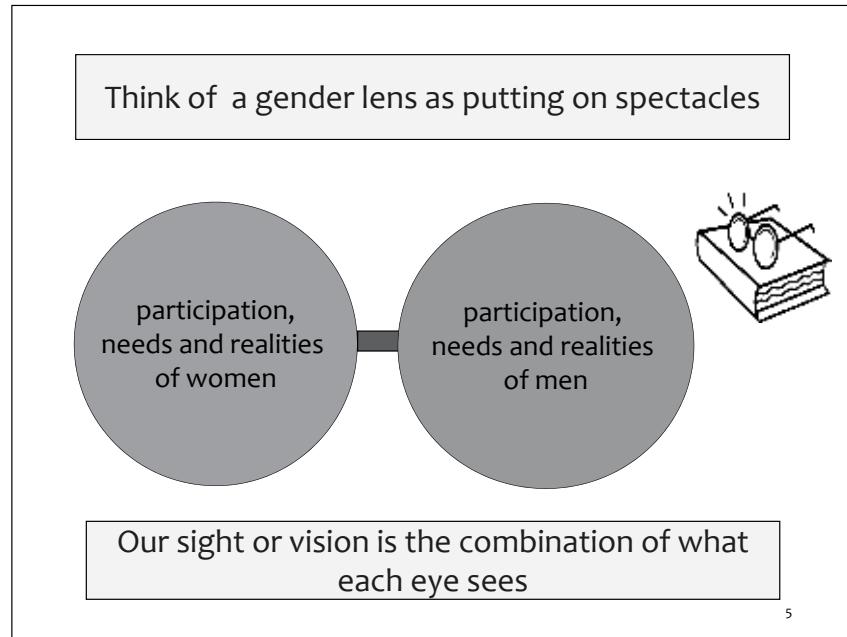 Think of a gender lens as putting on spectacles
participation,
needs and realities
of women
participation,
needs and realities
of men
Our sight or vision is the combination of what
each eye sees
5